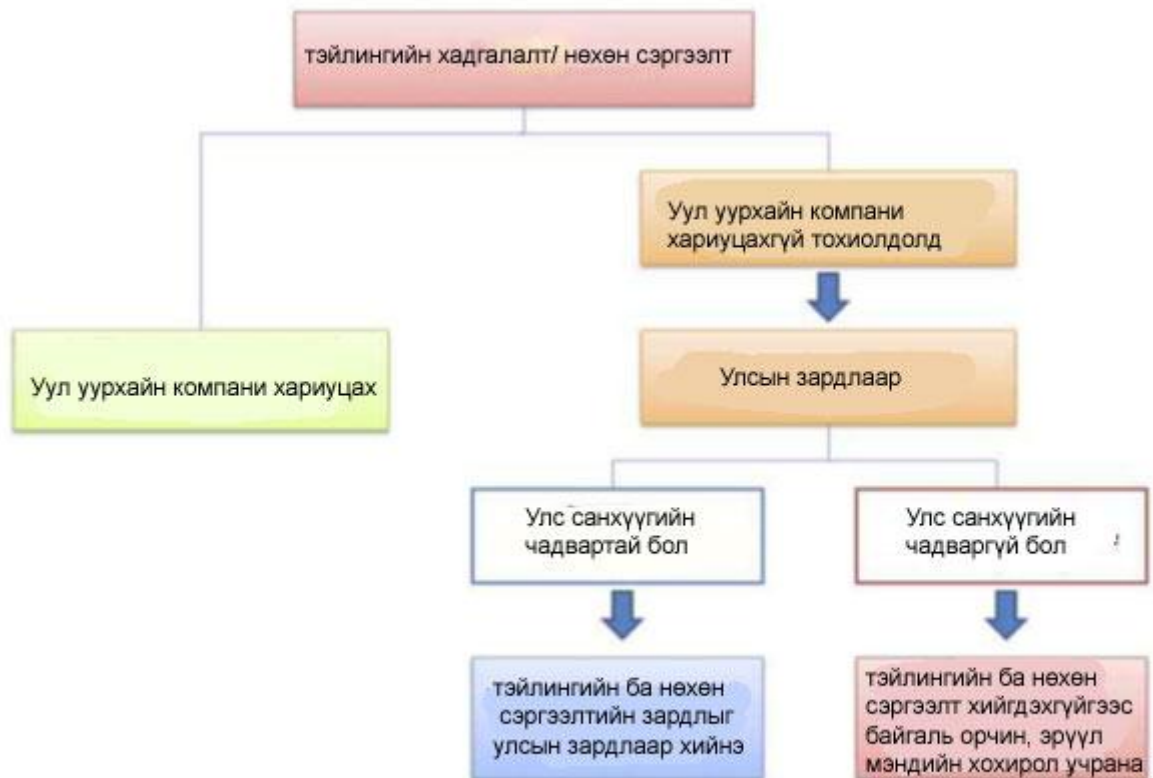 тэйлингийн хадгалалт/ нөхөн сэргээлт
Уул уурхайн компани
хариуцахгүй тохиолдолд
Уул уурхайн компани хариуцах
Улсын зардлаар
Улс санхүүгийн
чадвартай бол
Улс санхүүгийн
чадваргүй бол
тэйлингийн ба нөхөн
сэргээлтийн зардлыг
улсын зардлаар хийнэ
тэйлингийн ба нөхөн
сэргээлт хийгдэхгүйгээс
байгаль орчин, эрүүл
мэндийн хохирол учрана